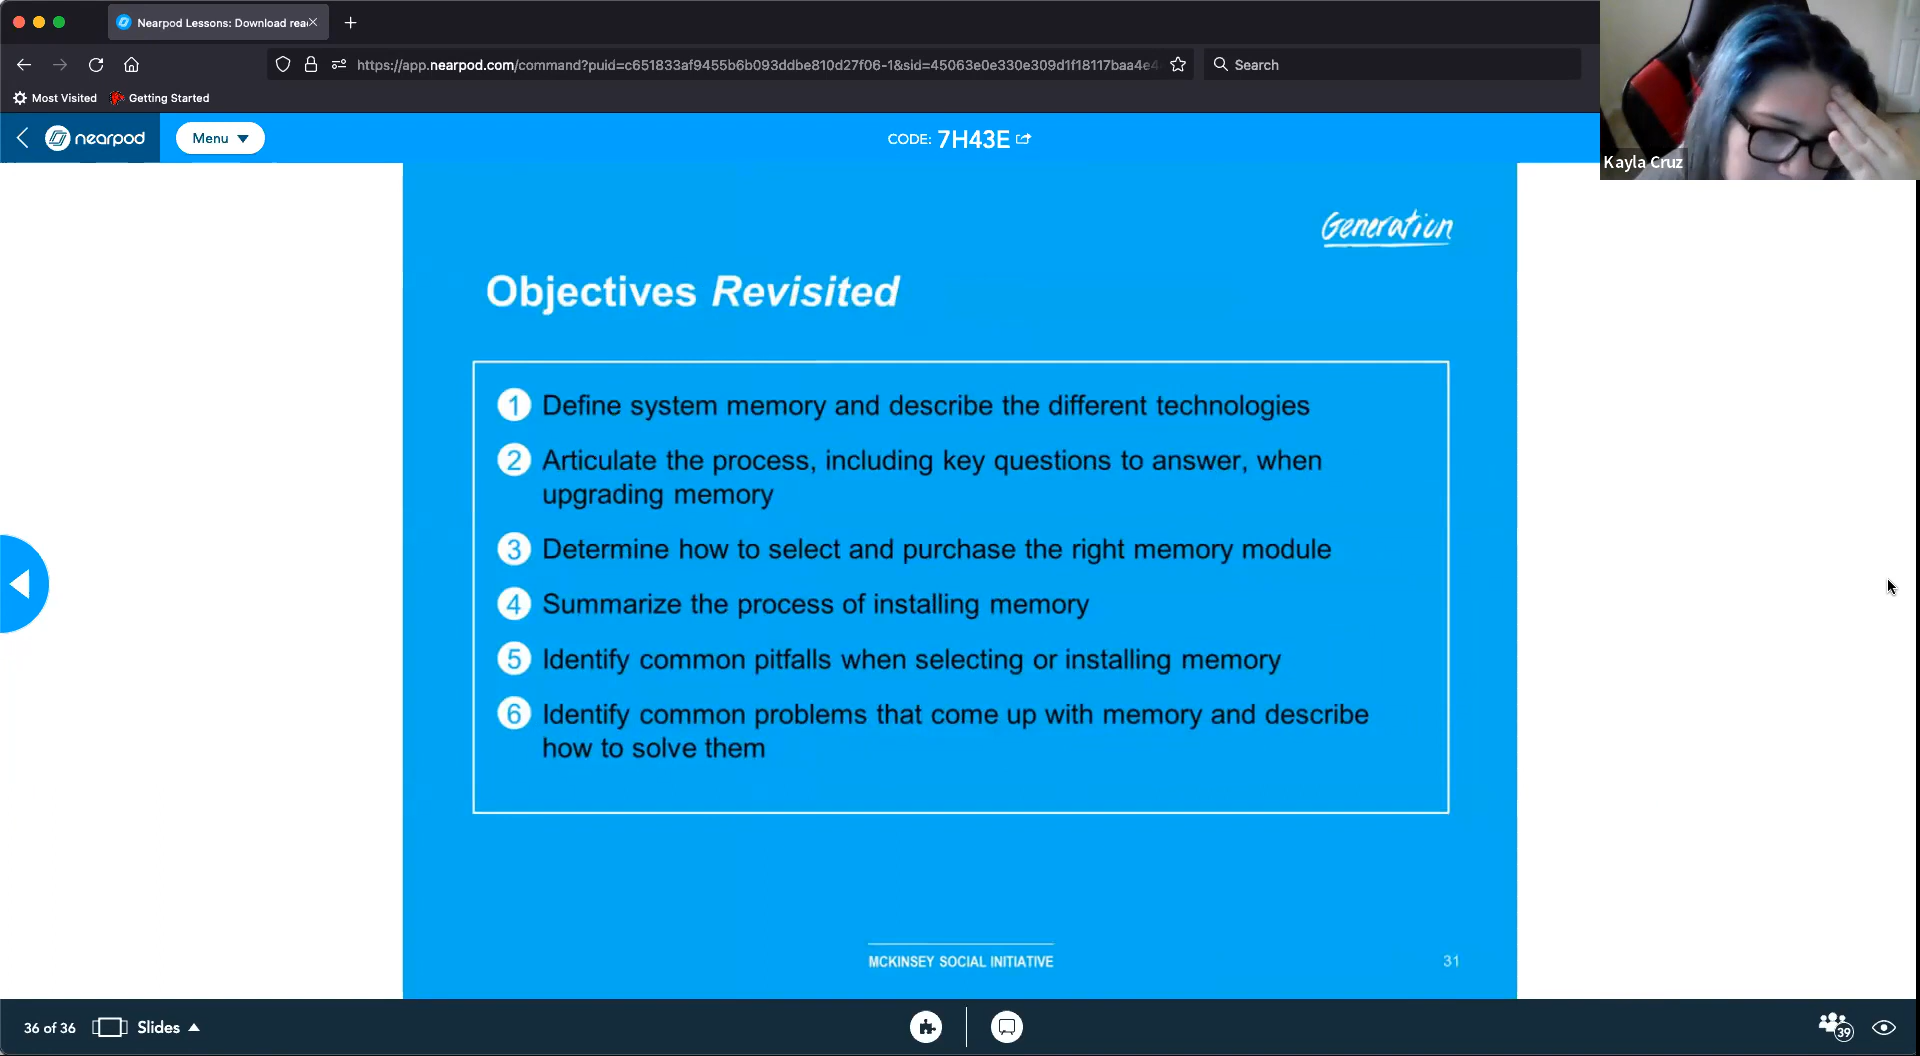 Nearpod Lessons: Download rea
https://app.nearpod.com/command?puid=c651833af9455b6b093ddbe810d27f06-1&sid=45063e0e330e309d1f18117baa4e4
Search
Most Visited
Getting Started
nearpod
Menu
CODE: 7H43E
Kayla Cruz
Generation
Objectives Revisited
1 Define system memory and describe the different technologies
2 Articulate the process, including key questions to answer, when
upgrading memory
3 Determine how to select and purchase the right memory module
4 Summarize the process of installing memory
5 Identify common pitfalls when selecting or installing memory
6 Identify common problems that come up with memory and describe
how to solve them
MCKINSEY SOCIAL INITIATIVE
31
36 of 36
Slides
39